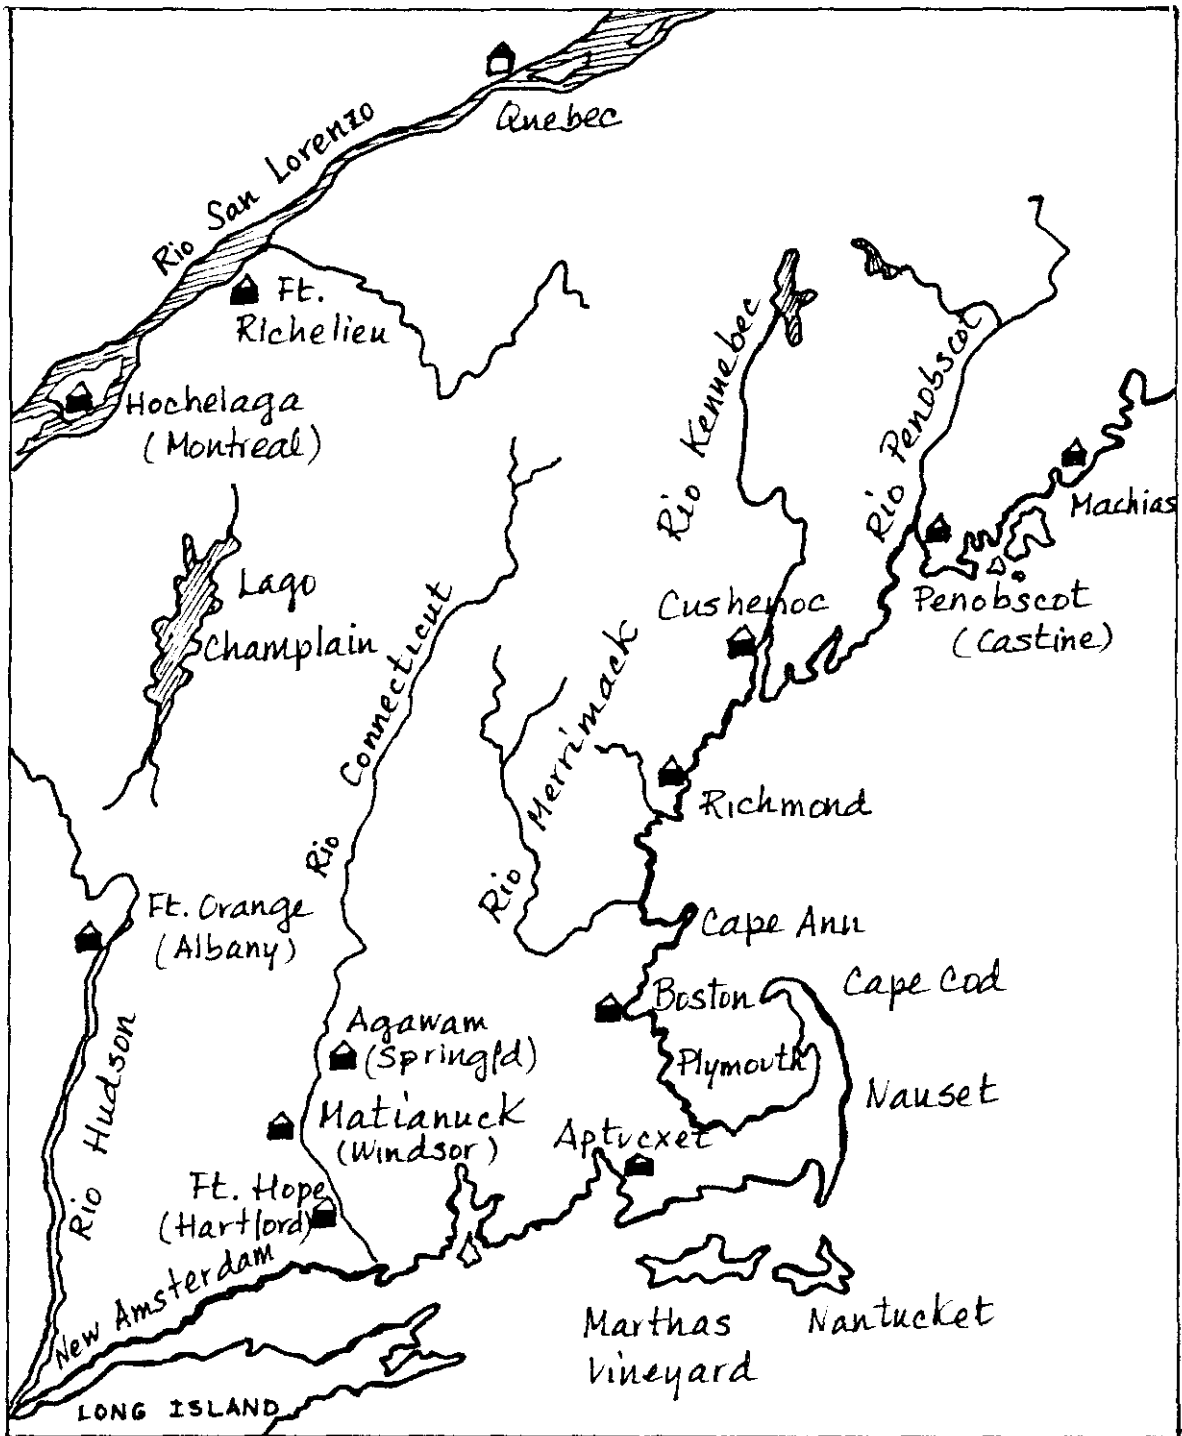 Quebec
Rio San Lorenzo
Ft.
Richelieu
Hochelaga
(Montreal)
Rio Kennebec
Rio Penobscot
Machias
Lago
Champlain
Rio Connecticut
Cushenoc
Penobscot
(Castine)
Rio Merrimack
Richmond
Ft. Orange
(Albany)
Cape Ann
Boston
Cape Cod
Agawam
(Springfd)
Plymouth
Rio Hudson
Nauset
Matianuck
(Windsor)
Aptucxet
Ft. Hope
(Hartford)
New Amsterdam
Marthas
Vineyard
Nantucket
LONG ISLAND